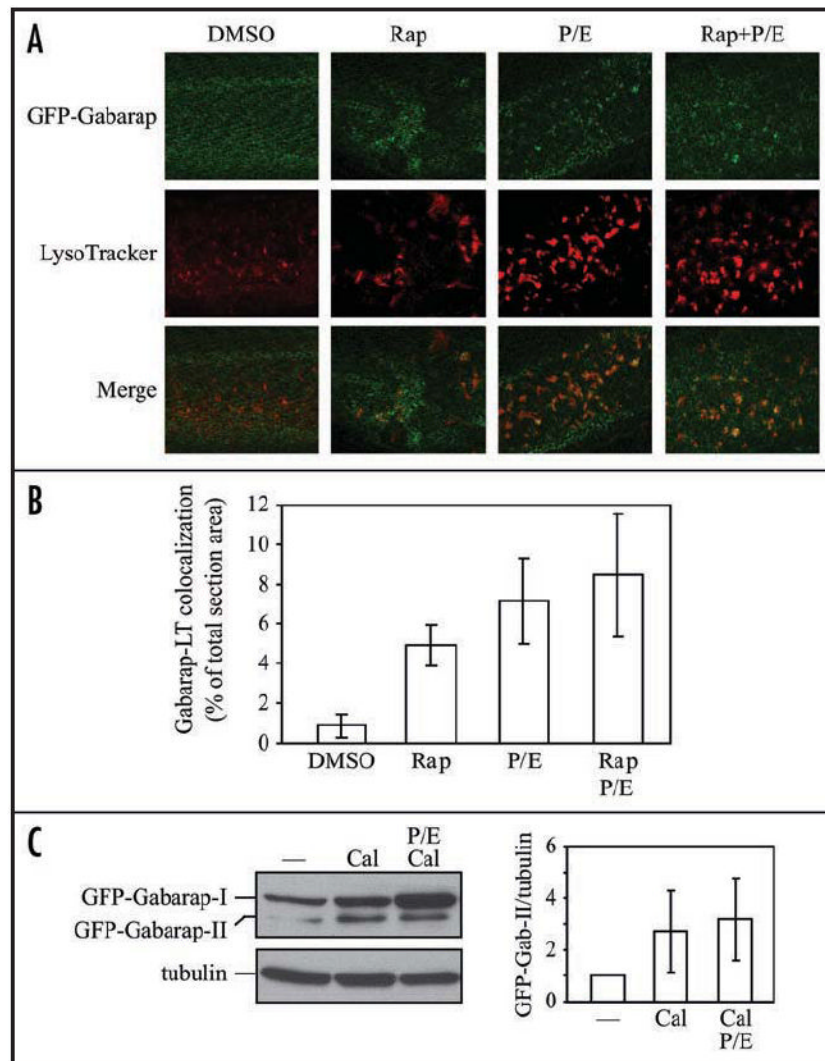 A
DMSO Rap P/E Rap+P/E
GFP-Gabarap
LysoTracker
Merge
B
Gabarap-LT colocalization
(% of total section area)
12
10
8
6
4
2
0
DMSO Rap P/E Rap
P/E
C
P/E
— Cal Cal
GFP-Gabarap-I
GFP-Gabarap-II
tubulin
GFP-Gab-II/tubulin
6
4
2
0
— Cal Cal
P/E